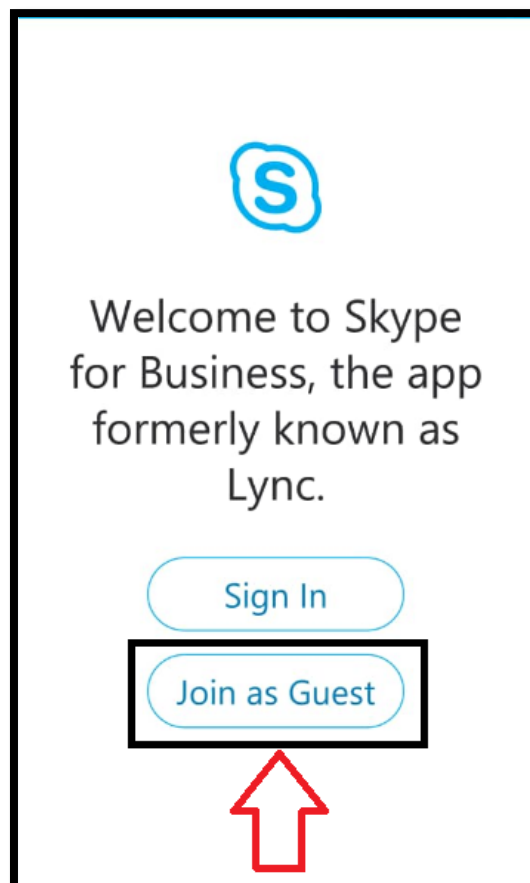 S
Welcome to Skype
for Business, the app
formerly known as
Lync.
Sign In
Join as Guest